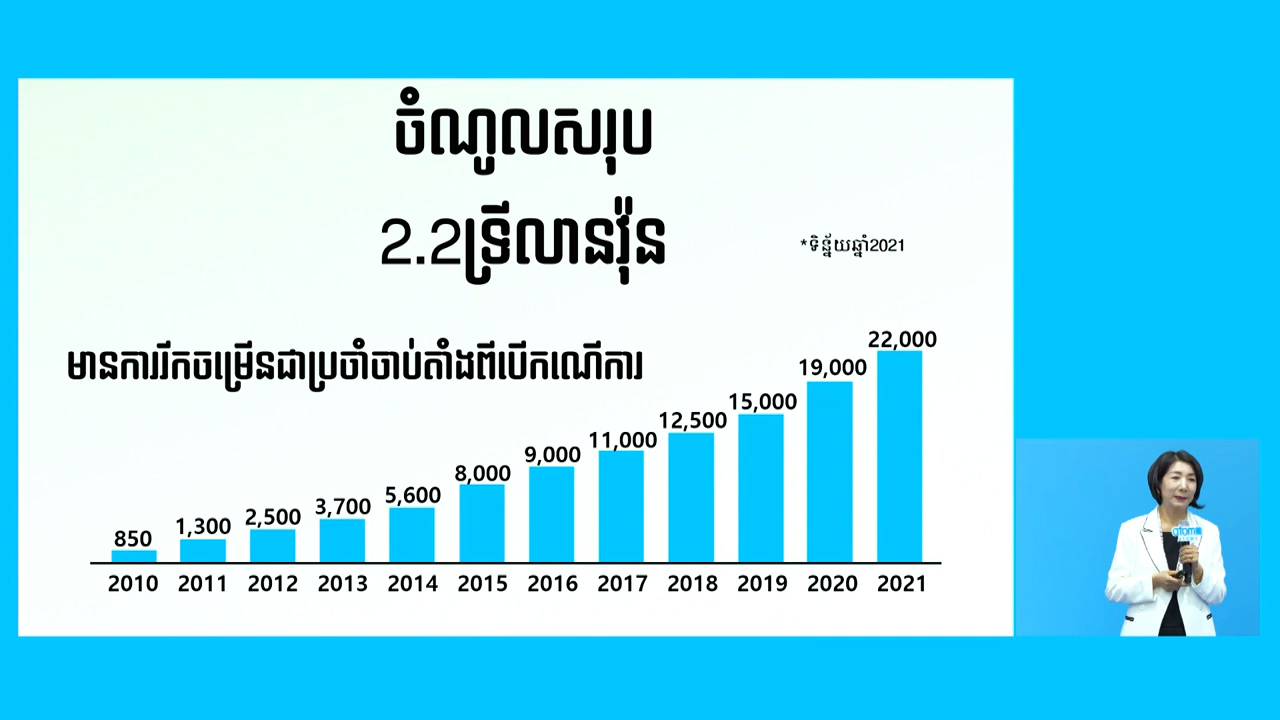 ចំណូលសរុប
2.2ទ្រីលានវ៉ុន
*ទិន្ន័យឆ្នាំ2021
មានការរីកចម្រើនជាប្រចាំចាប់តាំងពីបើកដំណើការ
850 1,300 2,500 3,700 5,600 8,000 9,000 11,000 12,500 15,000 19,000 22,000
2010 2011 2012 2013 2014 2015 2016 2017 2018 2019 2020 2021
atom